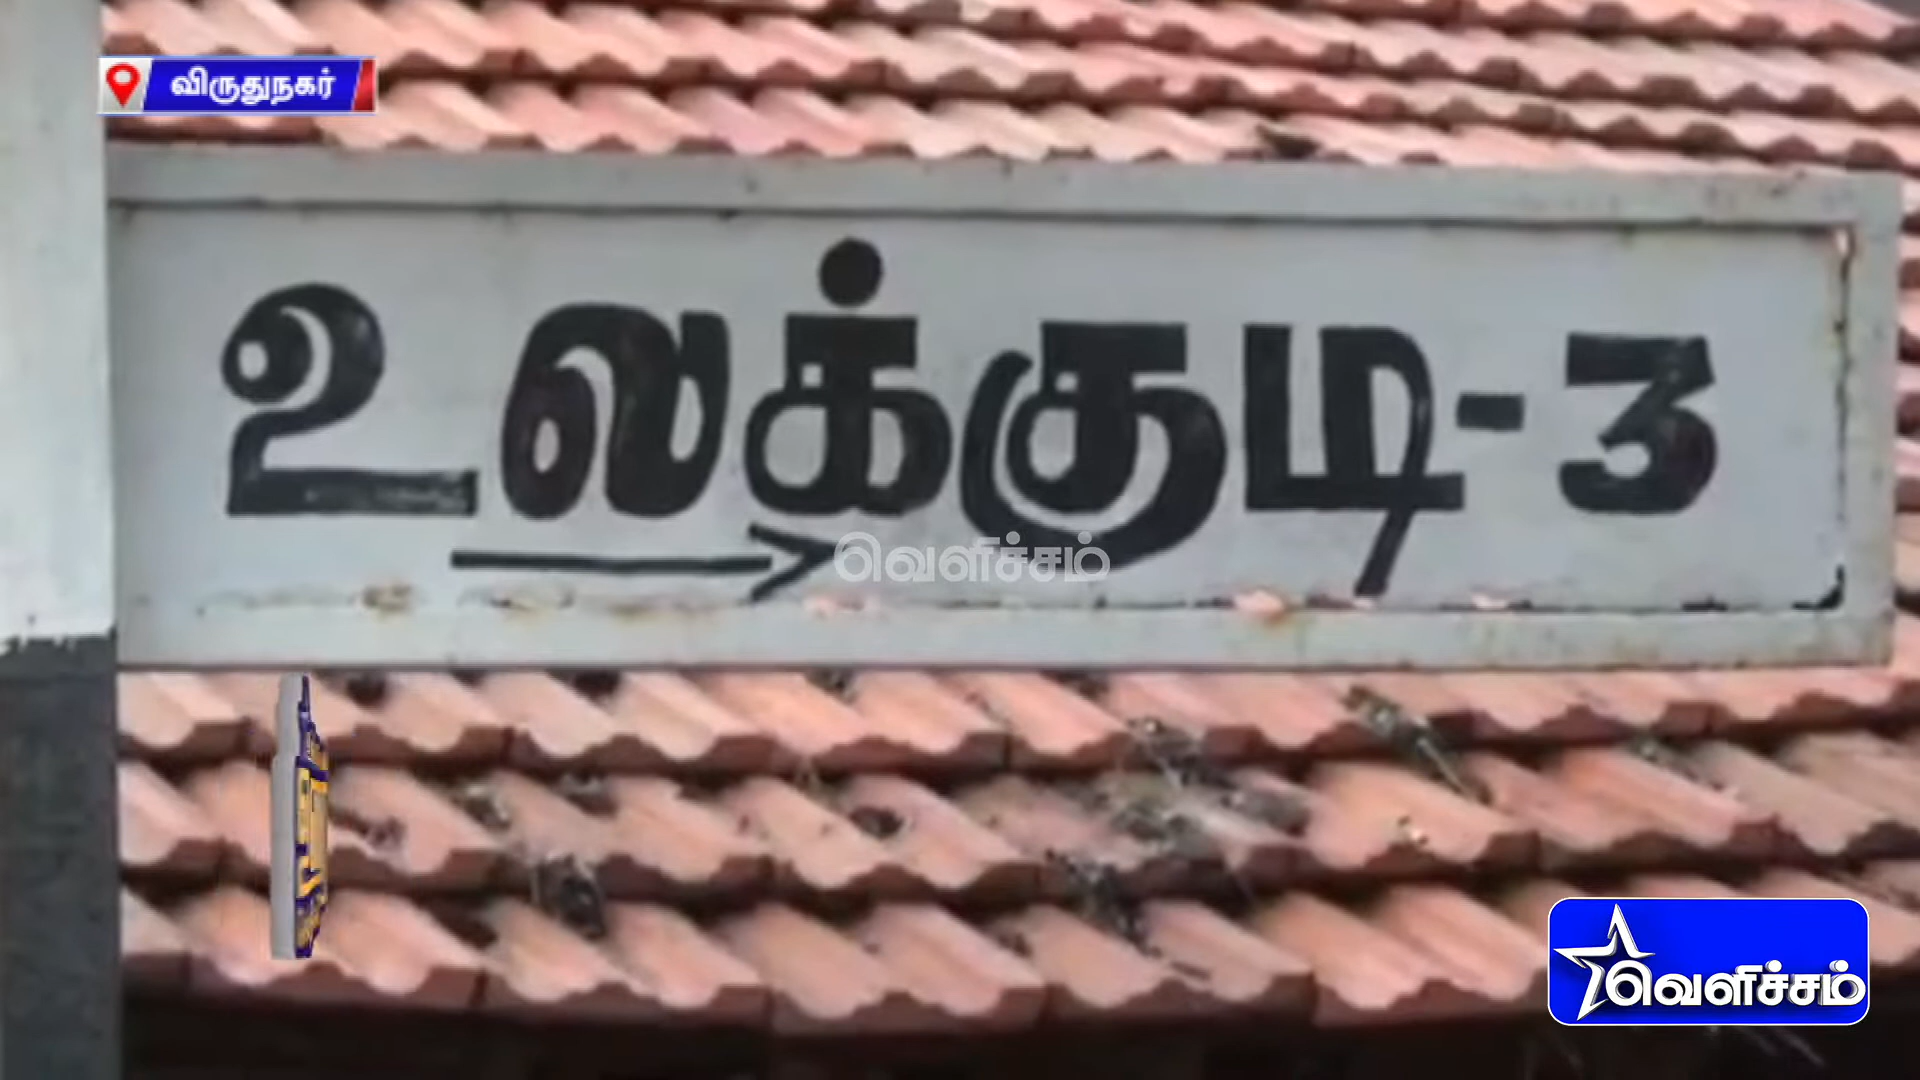 விருதுநகர்
உலக்குடி - 3
வெளிச்சம்
வெளிச்சம்